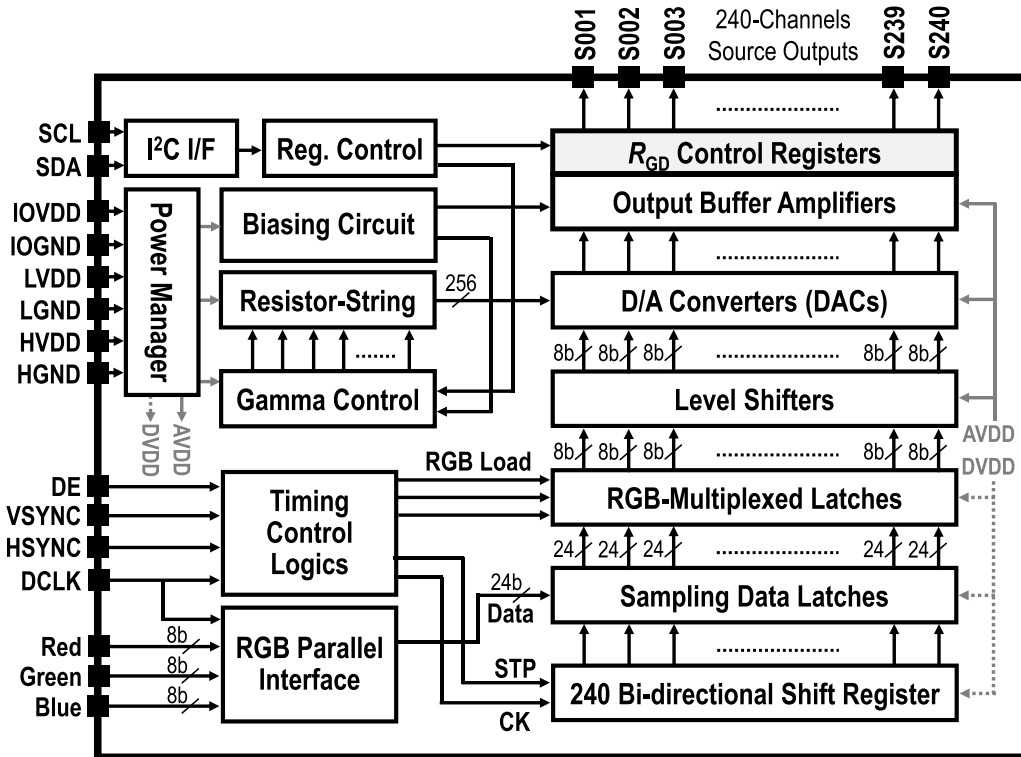 S001
S002
S003
240-Channels
Source Outputs
S239
S240
SCL
SDA
I²C I/F
Reg. Control
R_GD Control Registers
Output Buffer Amplifiers
IOVDD
IOGND
LVDD
LGND
HVDD
HGND
Power Manager
Biasing Circuit
Resistor-String
256
D/A Converters (DACs)
8b
8b
8b
8b
8b
Gamma Control
Level Shifters
DVDD
AVDD
AVDD
DVDD
8b
8b
8b
8b
8b
RGB Load
DE
VSYNC
HSYNC
DCLK
Timing
Control
Logics
RGB-Multiplexed Latches
24
24
24
24
24
24b
Data
Sampling Data Latches
Red
Green
Blue
8b
8b
8b
RGB Parallel
Interface
STP
CK
240 Bi-directional Shift Register